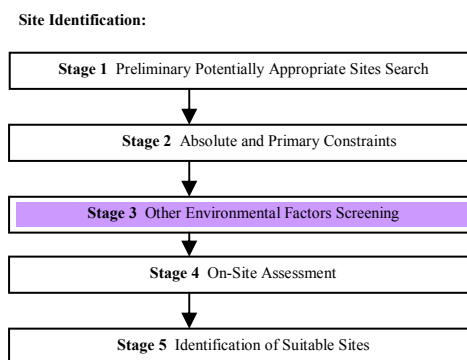 Site Identification:
Stage 1 Preliminary Potentially Appropriate Sites Search
Stage 2 Absolute and Primary Constraints
Stage 3 Other Environmental Factors Screening
Stage 4 On-Site Assessment
Stage 5 Identification of Suitable Sites